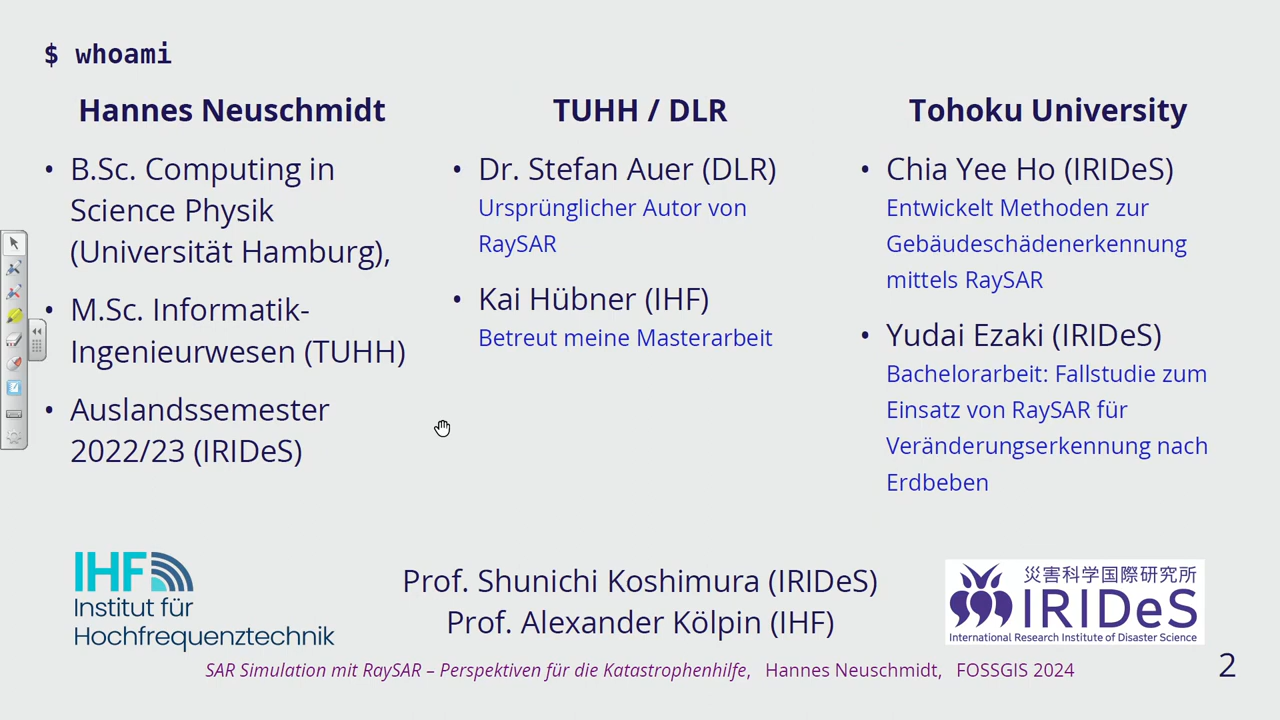 $ whoami
Hannes Neuschmidt
• B.Sc. Computing in
Science Physik
(Universität Hamburg),
• M.Sc. Informatik-
Ingenieurwesen (TUHH)
• Auslandssemester
2022/23 (IRIDeS)
TUHH / DLR
• Dr. Stefan Auer (DLR)
Ursprünglicher Autor von
RaySAR
• Kai Hübner (IHF)
Betreut meine Masterarbeit
Tohoku University
• Chia Yee Ho (IRIDeS)
Entwickelt Methoden zur
Gebäudeschädenerkennung
mittels RaySAR
• Yudai Ezaki (IRIDeS)
Bachelorarbeit: Fallstudie zum
Einsatz von RaySAR für
Veränderungserkennung nach
Erdbeben
IHF
Institut für
Hochfrequenztechnik
Prof. Shunichi Koshimura (IRIDeS)
Prof. Alexander Kölpin (IHF)
災害科学国際研究所
IRIDeS
International Research Institute of Disaster Science
SAR Simulation mit RaySAR – Perspektiven für die Katastrophenhilfe, Hannes Neuschmidt, FOSSGIS 2024
2